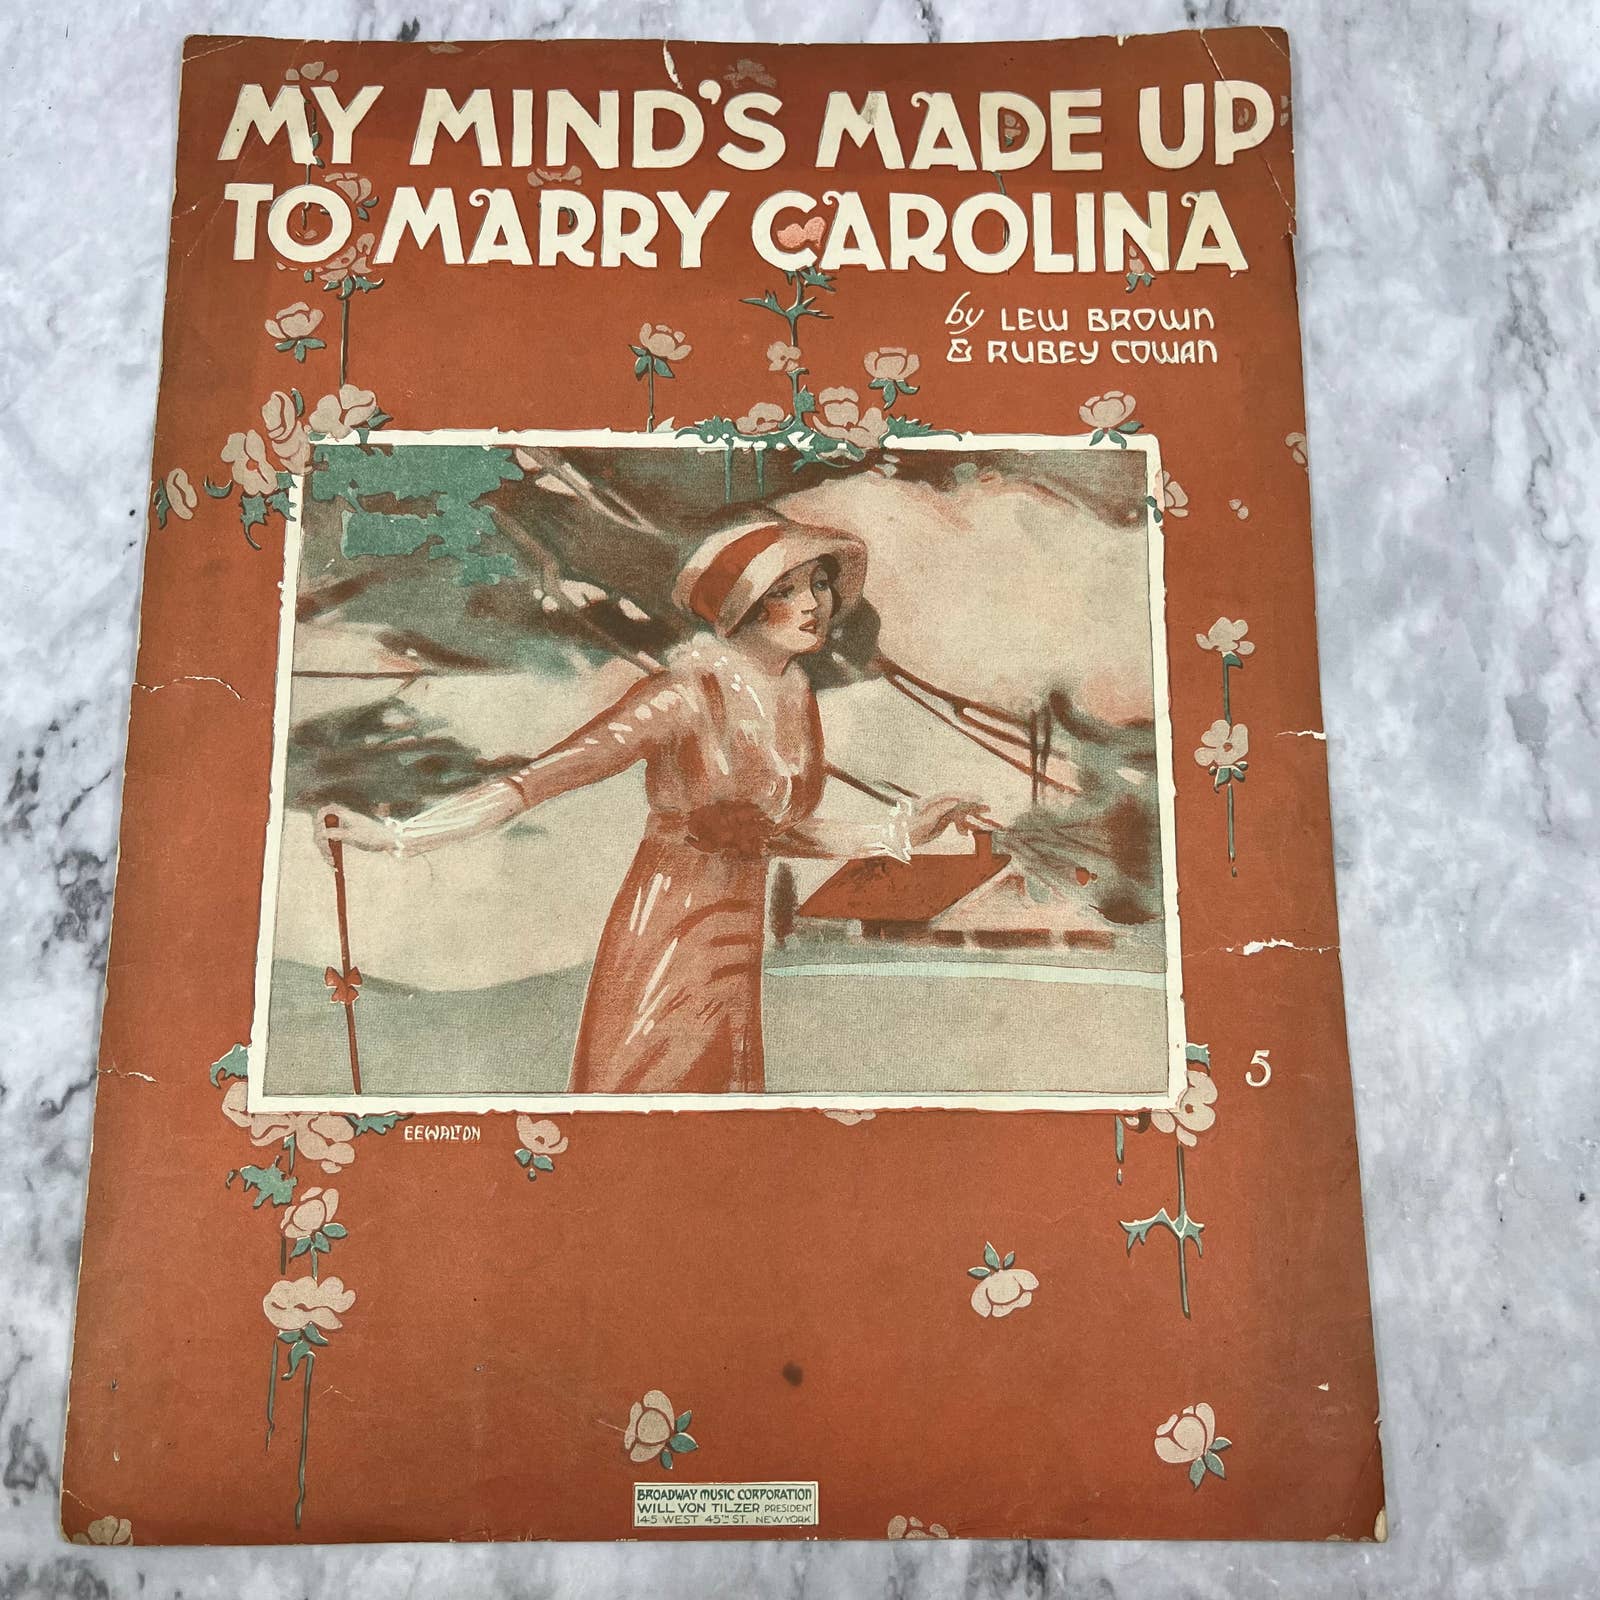 MY MIND'S MADE UP
TO MARRY CAROLINA
by LEW BROWN
& RUBEY COWAN
5
EEWALTON
BROADWAY MUSIC CORPORATION
WILL VON TILZER PRESIDENT
145 WEST 45TH ST. NEW YORK